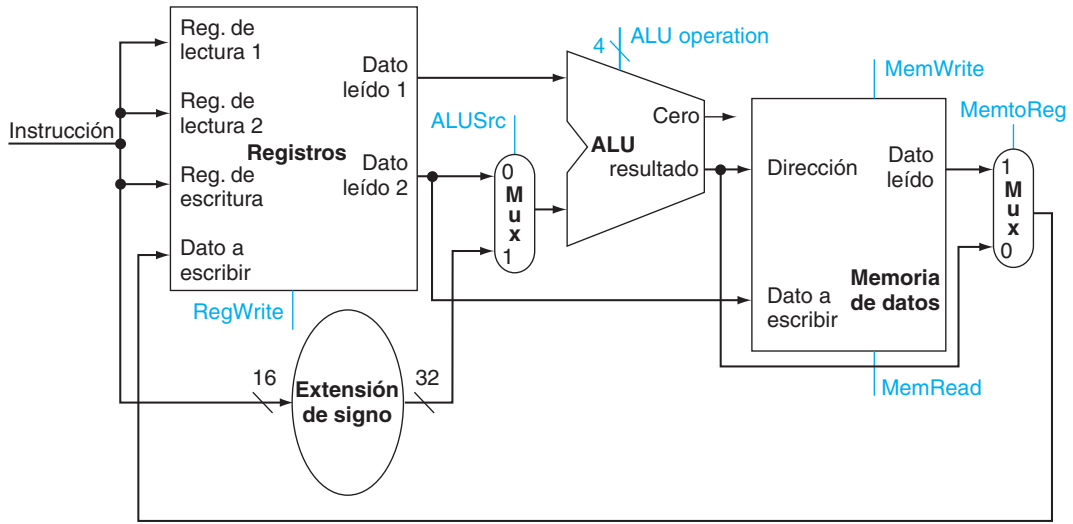 Instrucción
Reg. de
lectura 1
Reg. de
lectura 2
Reg. de
escritura
Dato a
escribir
Registros
Dato
leído 1
Dato
leído 2
RegWrite
16
Extensión
de signo
32
ALUSrc
0
M
u
x
1
4
ALU operation
Cero
ALU
resultado
MemWrite
Dirección
Dato
leído
Dato a
escribir
Memoria
de datos
MemRead
MemtoReg
1
M
u
x
0